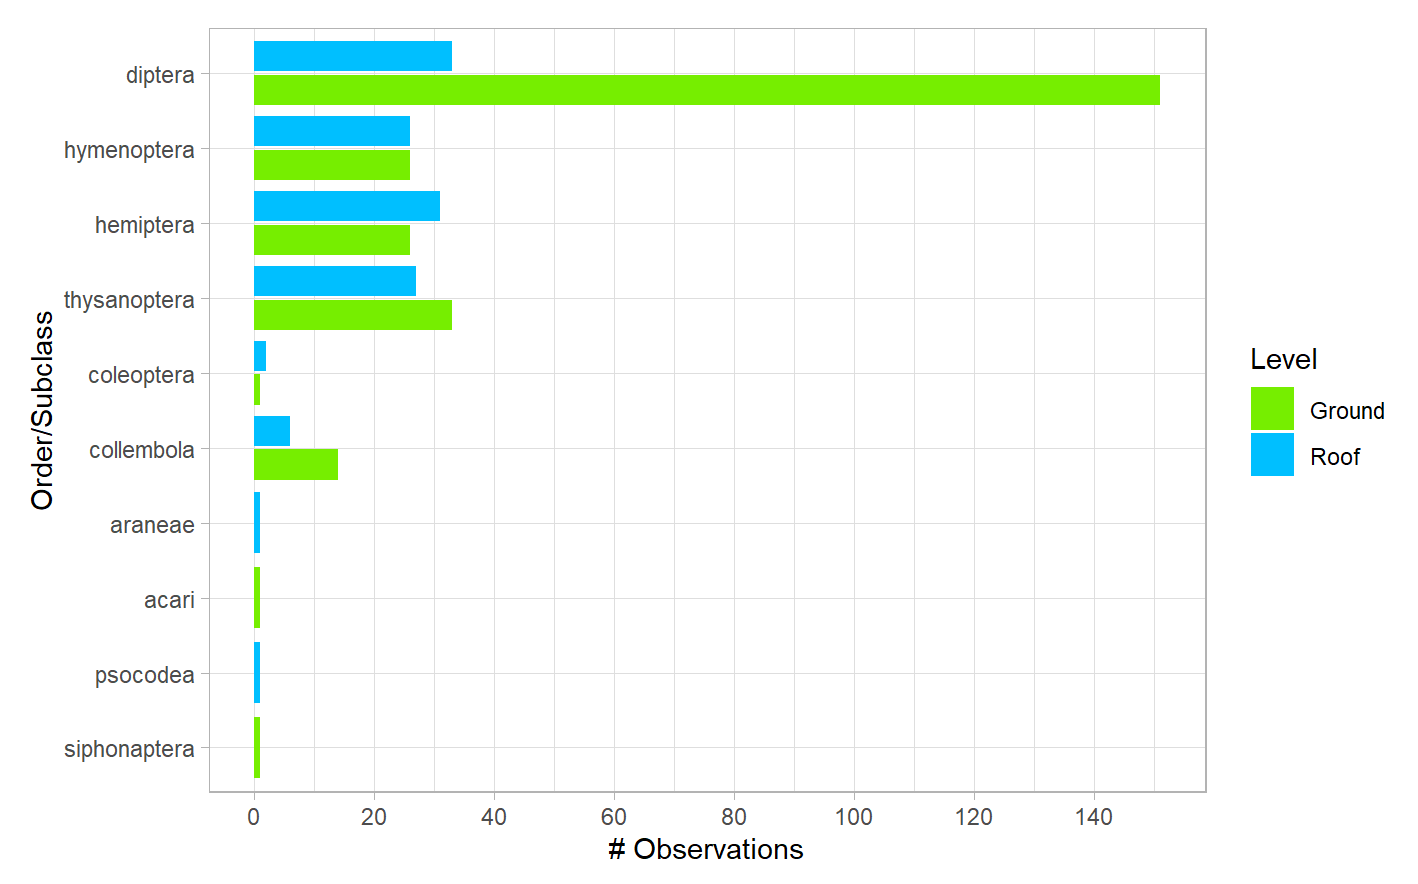 diptera
hymenoptera
hemiptera
thysanoptera
coleoptera
collembola
araneae
acari
psocodea
siphonaptera
Order/Subclass
0 20 40 60 80 100 120 140
# Observations
Level
Ground
Roof